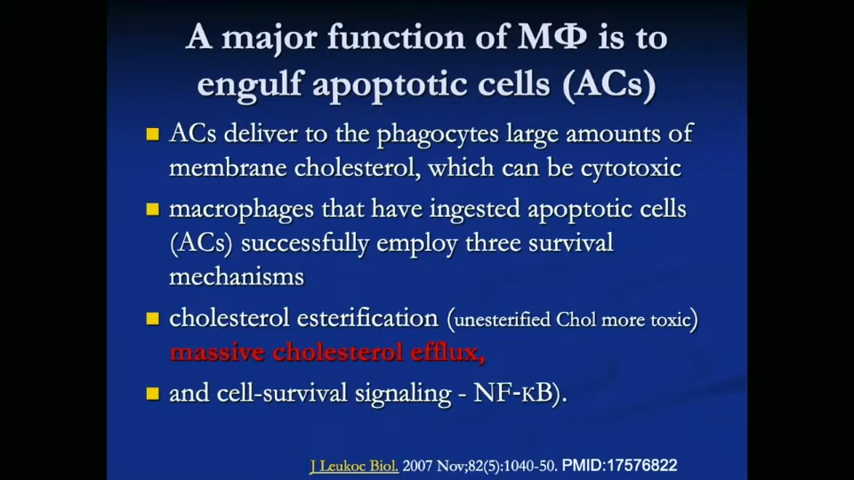 A major function of MΦ is to
engulf apoptotic cells (ACs)
ACs deliver to the phagocytes large amounts of
membrane cholesterol, which can be cytotoxic
macrophages that have ingested apoptotic cells
(ACs) successfully employ three survival
mechanisms
cholesterol esterification (unesterified Chol more toxic)
massive cholesterol efflux,
and cell-survival signaling - NF-κB).
J Leukoc Biol. 2007 Nov;82(5):1040-50. PMID:17576822